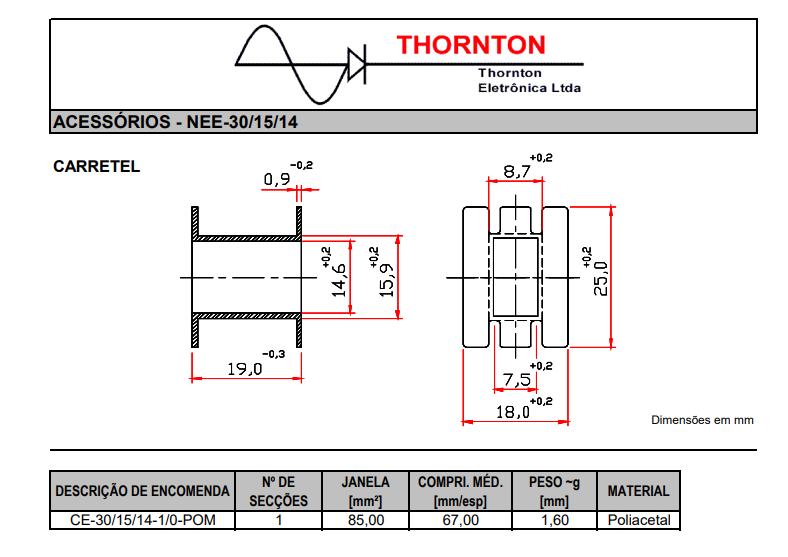 THORNTON
Thornton
Eletrônica Ltda
ACESSÓRIOS - NEE-30/15/14
CARRETEL
0,9 -0,2
8,7 +0,2
14,6 +0,2
15,9 +0,2
25,0 +0,2
19,0 -0,3
7,5 +0,2
18,0 +0,2
Dimensões em mm
DESCRIÇÃO DE ENCOMENDA Nº DE SECÇÕES JANELA [mm²] COMPRI. MÉD. [mm/esp] PESO ~g [mm] MATERIAL
CE-30/15/14-1/0-POM 1 85,00 67,00 1,60 Poliacetal